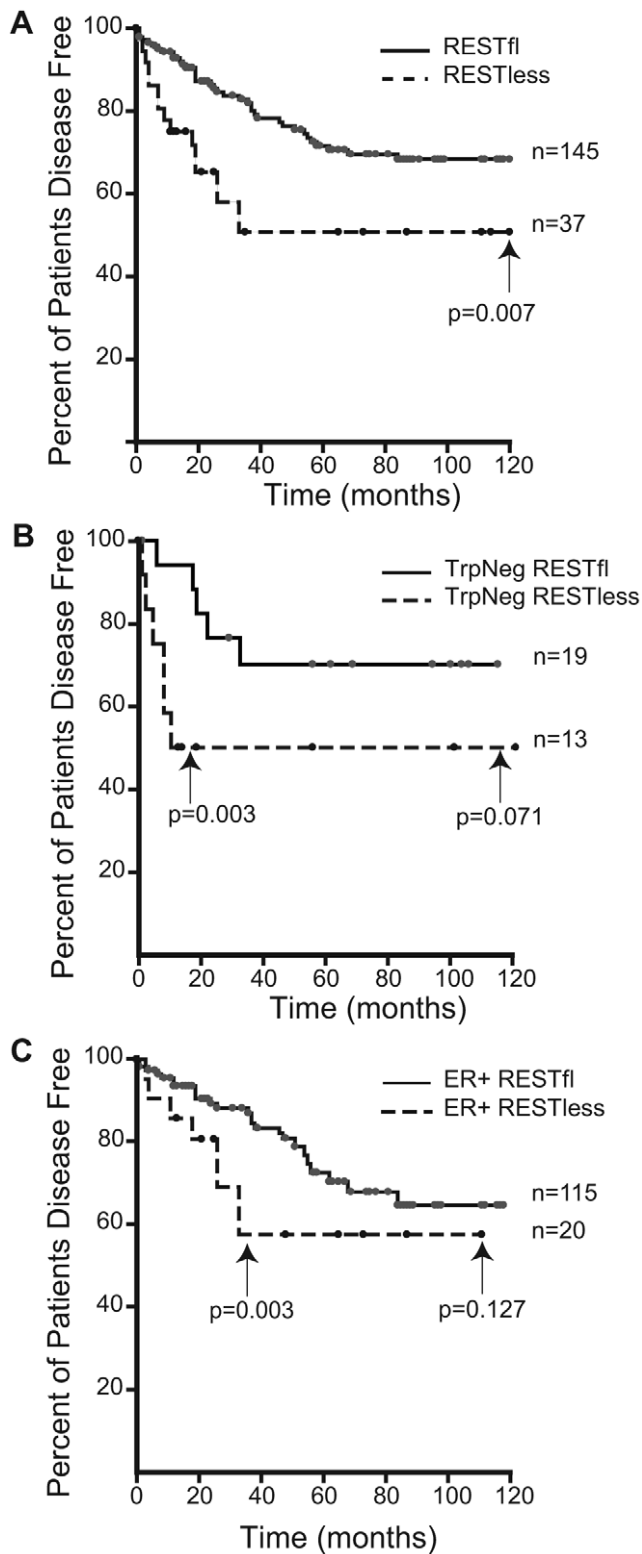 A
Percent of Patients Disease Free
100
80
60
40
20
0 20 40 60 80 100 120
Time (months)
RESTfl
RESTless
n=145
n=37
p=0.007
B
Percent of Patients Disease Free
100
80
60
40
20
0 20 40 60 80 100 120
Time (months)
TrpNeg RESTfl
TrpNeg RESTless
n=19
n=13
p=0.003
p=0.071
C
Percent of Patients Disease Free
100
80
60
40
20
0 20 40 60 80 100 120
Time (months)
ER+ RESTfl
ER+ RESTless
n=115
n=20
p=0.003
p=0.127